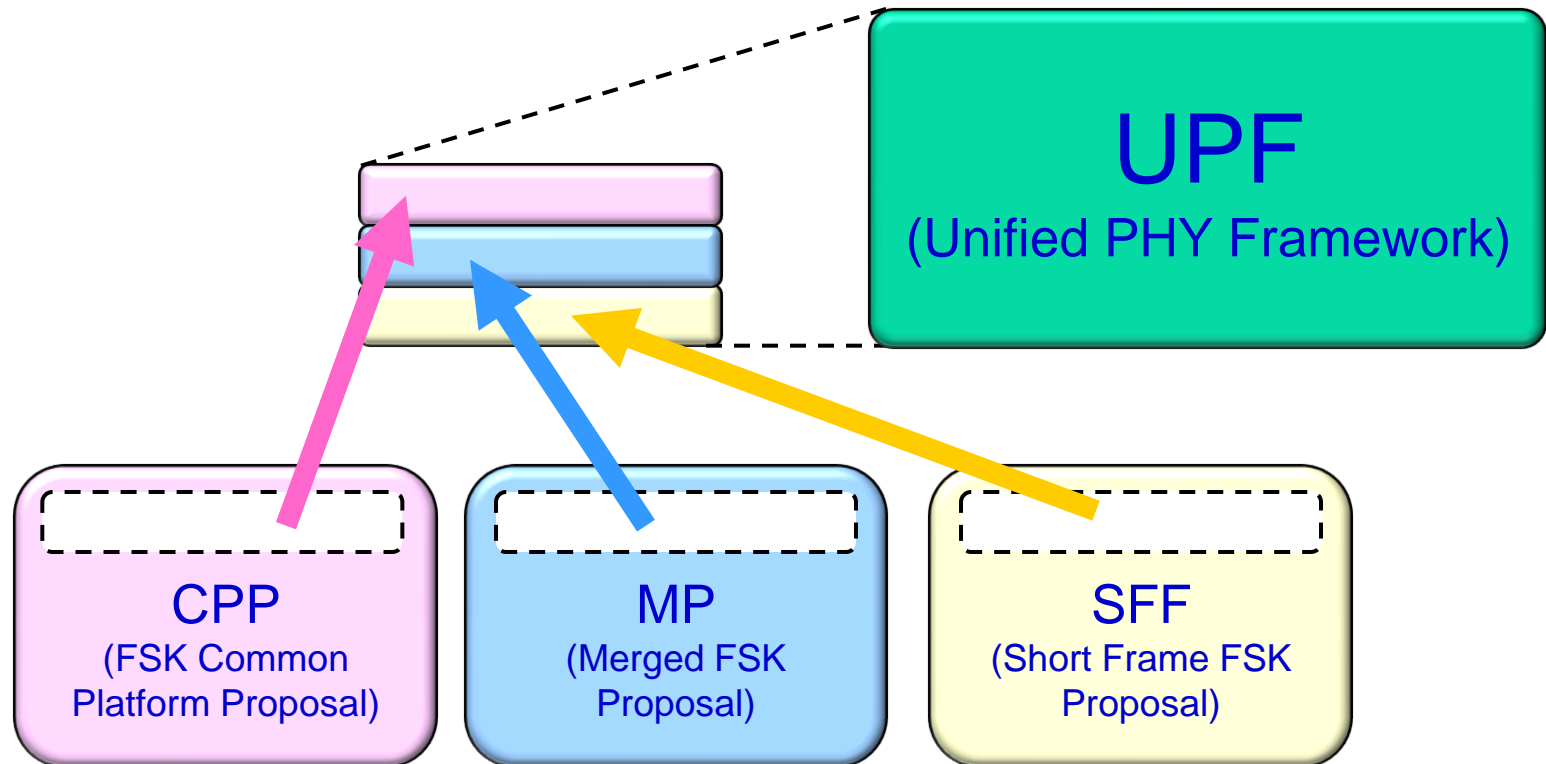 UPF
(Unified PHY Framework)
CPP
(FSK Common
Platform Proposal)
MP
(Merged FSK
Proposal)
SFF
(Short Frame FSK
Proposal)